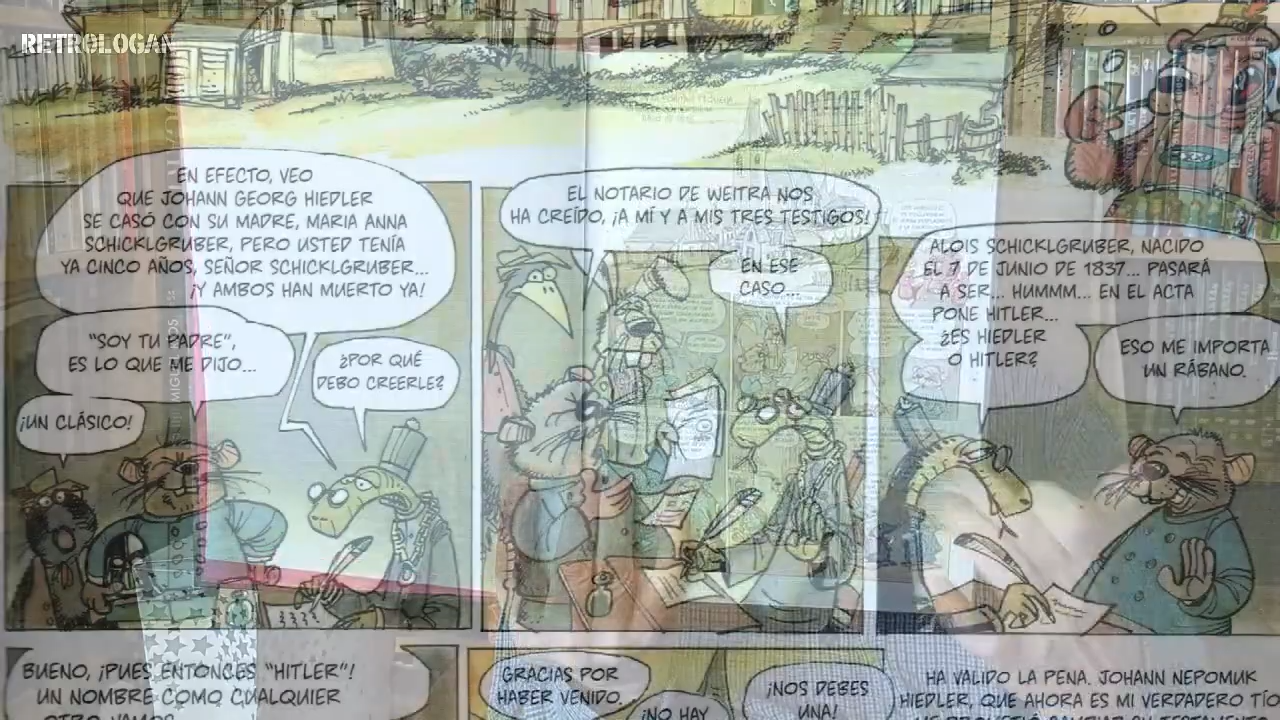 RETROLOGAN
EN EFECTO, VEO
QUE JOHANN GEORG HIEDLER
SE CASÓ CON SU MADRE, MARIA ANNA
SCHICKLGRUBER, PERO USTED TENÍA
YA CINCO AÑOS, SEÑOR SCHICKLGRUBER...
¡Y AMBOS HAN MUERTO YA!
"SOY TU PADRE",
ES LO QUE ME DIJO...
¡UN CLÁSICO!
¿POR QUÉ
DEBO CREERLE?
EL NOTARIO DE WEITRA NOS
HA CREÍDO, ¡A MÍ Y A MIS TRES TESTIGOS!
EN ESE
CASO...
ALOIS SCHICKLGRUBER, NACIDO
EL 7 DE JUNIO DE 1837... PASARÁ
A SER... HUMMM... EN EL ACTA
PONE HITLER...
¿ES HIEDLER
O HITLER?
ESO ME IMPORTA
UN RÁBANO.
BUENO, ¡PUES ENTONCES "HITLER"!
UN NOMBRE COMO CUALQUIER
GRACIAS POR
HABER VENIDO.
¡NO HAY
¡NOS DEBES
UNA!
HA VALIDO LA PENA. JOHANN NEPOMUK
HIEDLER, QUE AHORA ES MI VERDADERO TÍO